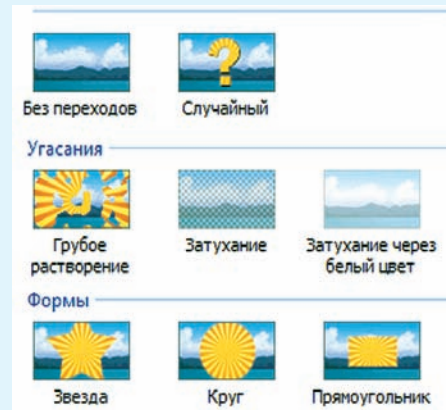 Без переходов
Случайный
Угасания
Грубое
растворение
Затухание
Затухание через
белый цвет
Формы
Звезда
Круг
Прямоугольник